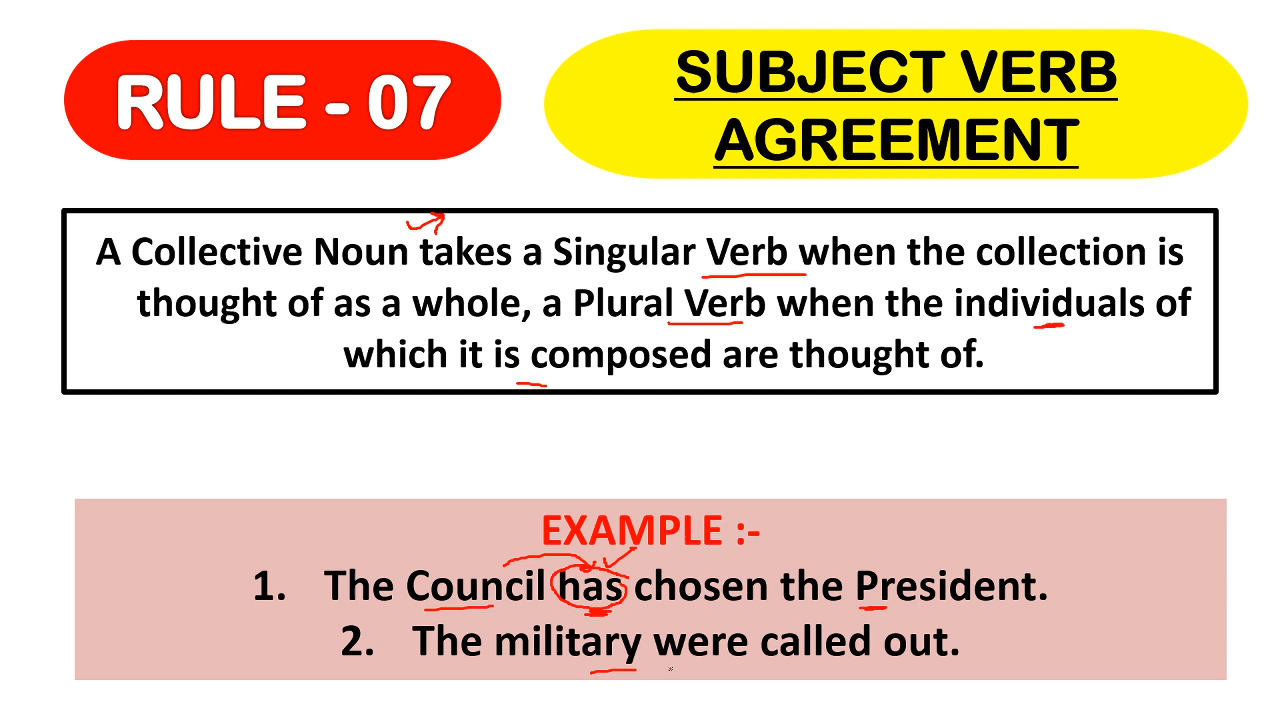 RULE - 07
SUBJECT VERB
AGREEMENT
A Collective Noun takes a Singular Verb when the collection is
thought of as a whole, a Plural Verb when the individuals of
which it is composed are thought of.
EXAMPLE :-
1. The Council has chosen the President.
2. The military were called out.